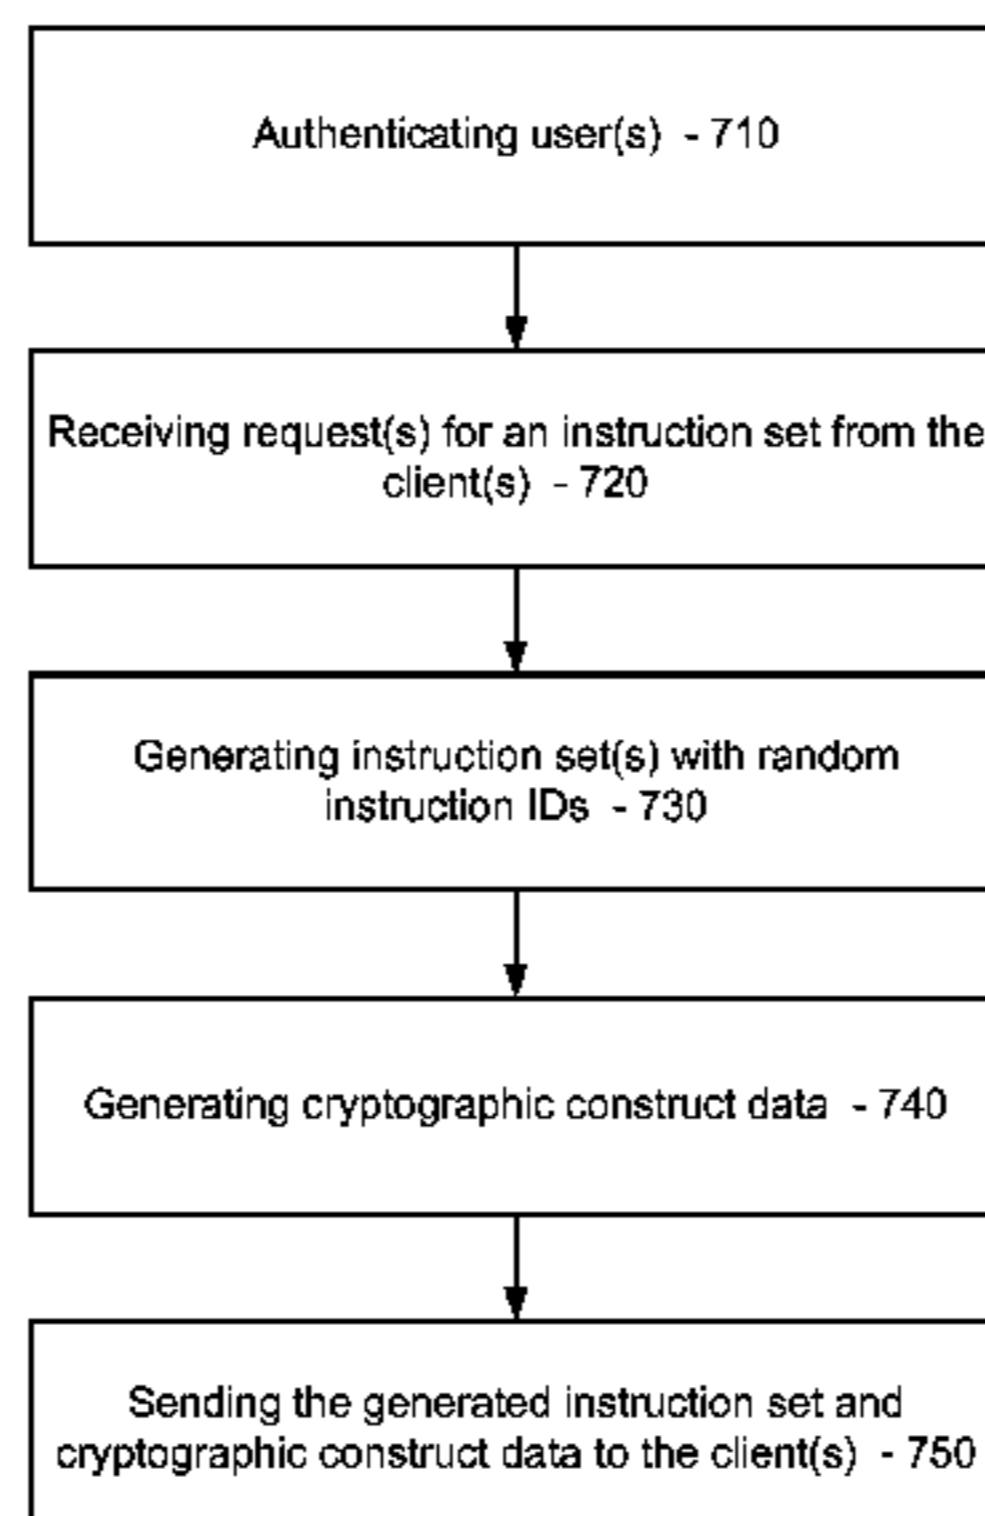 Authenticating user(s) - 710
Receiving request(s) for an instruction set from the
client(s) - 720
Generating instruction set(s) with random
instruction IDs - 730
Generating cryptographic construct data - 740
Sending the generated instruction set and
cryptographic construct data to the client(s) - 750